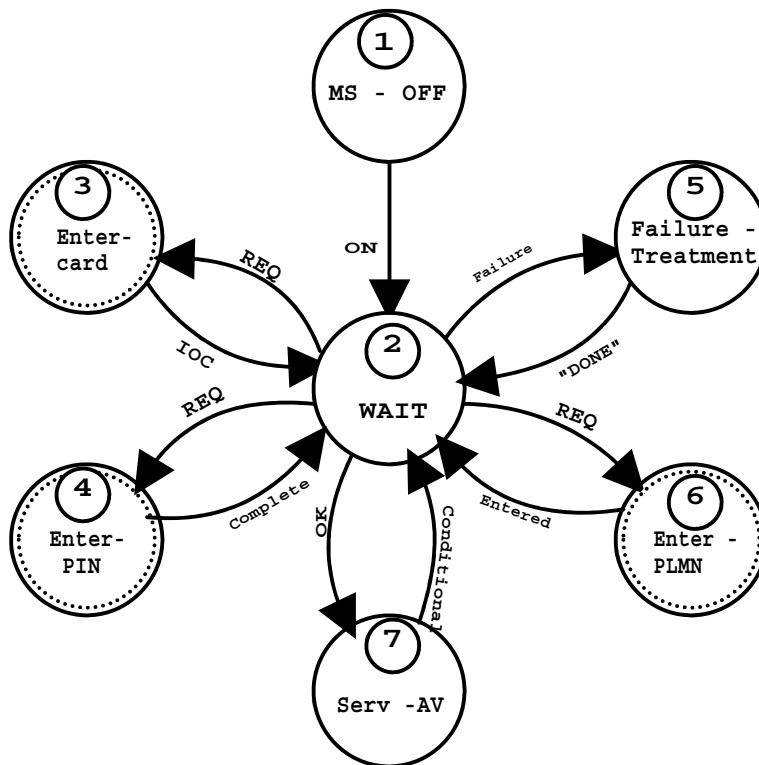 1
MS - OFF
3
Enter-
card
5
Failure -
Treatment
ON
REQ
Failure
IOC
"DONE"
2
WAIT
REQ
REQ
4
Enter-
PIN
Complete
6
Enter -
PLMN
Entered
OK
Conditional
7
Serv -AV